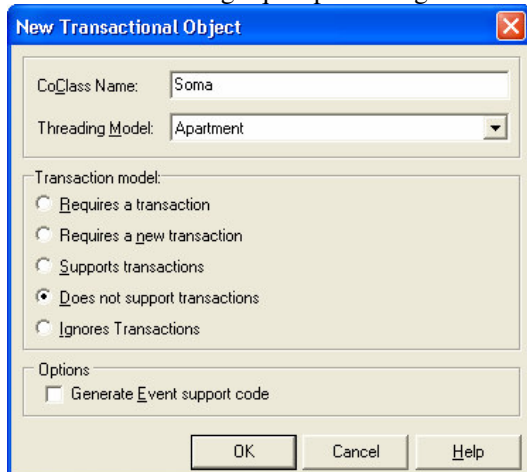 New Transactional Object
CoClass Name: Soma
Threading Model: Apartment
Transaction model:
Requires a transaction
Requires a new transaction
Supports transactions
Does not support transactions
Ignores Transactions
Options
Generate Event support code
OK Cancel Help